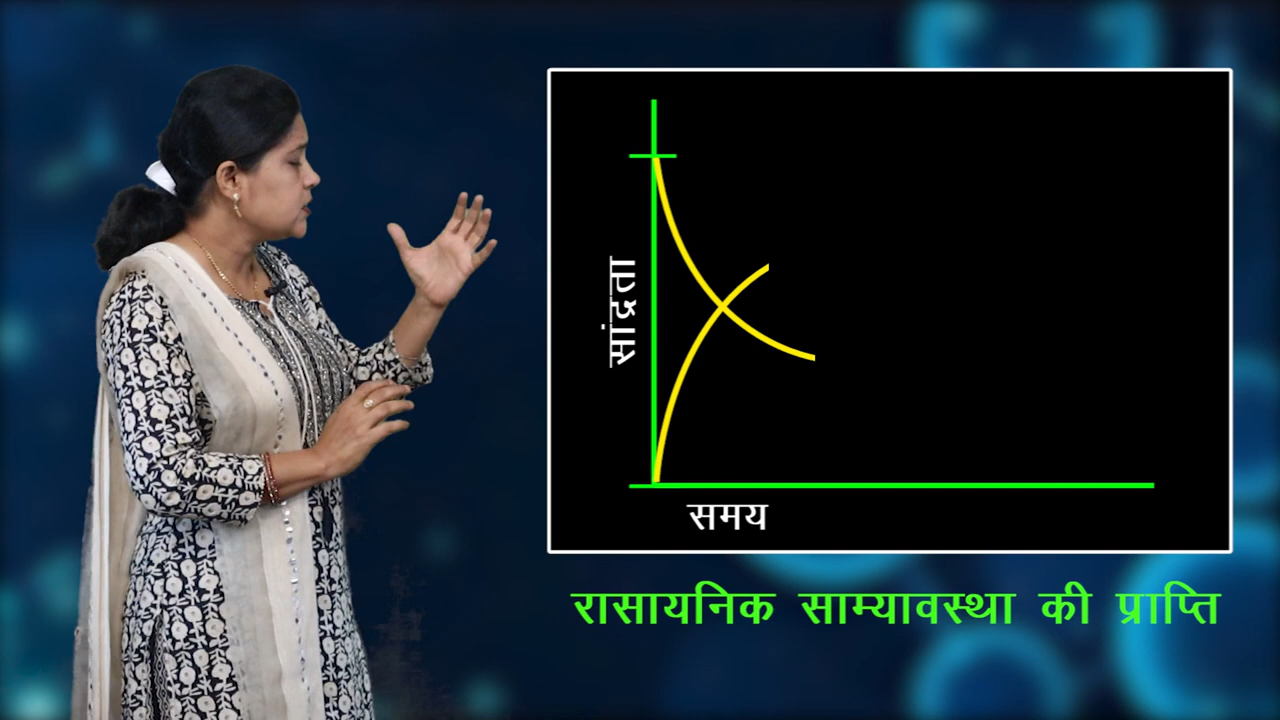 सांद्रता
समय
रासायनिक साम्यावस्था की प्राप्ति